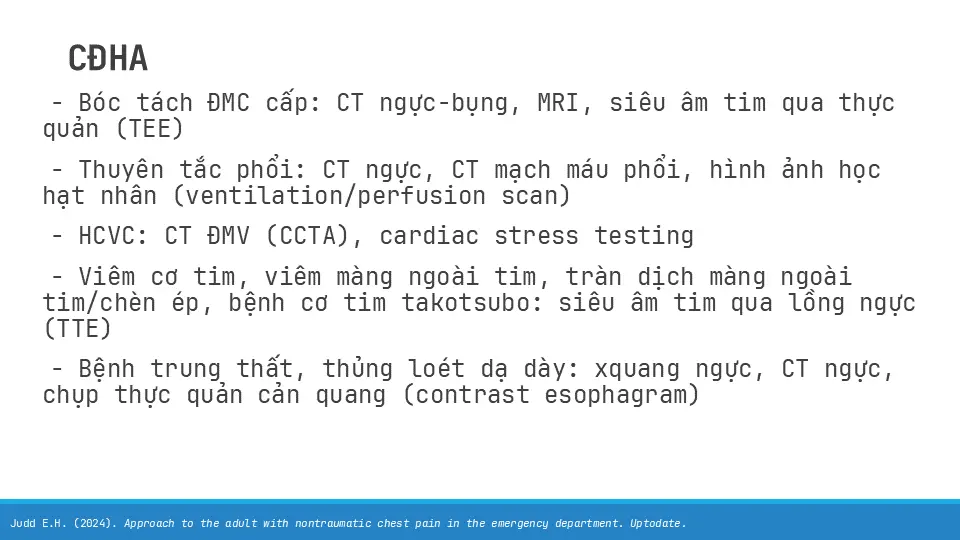 CĐHA
- Bóc tách ĐMC cấp: CT ngực-bụng, MRI, siêu âm tim qua thực
quản (TEE)
- Thuyên tắc phổi: CT ngực, CT mạch máu phổi, hình ảnh học
hạt nhân (ventilation/perfusion scan)
- HCVC: CT ĐMV (CCTA), cardiac stress testing
- Viêm cơ tim, viêm màng ngoài tim, tràn dịch màng ngoài
tim/chèn ép, bệnh cơ tim takotsubo: siêu âm tim qua lồng ngực
(TTE)
- Bệnh trung thất, thủng loét dạ dày: xquang ngực, CT ngực,
chụp thực quản cản quang (contrast esophagram)
Judd E.H. (2024). Approach to the adult with nontraumatic chest pain in the emergency department. Uptodate.